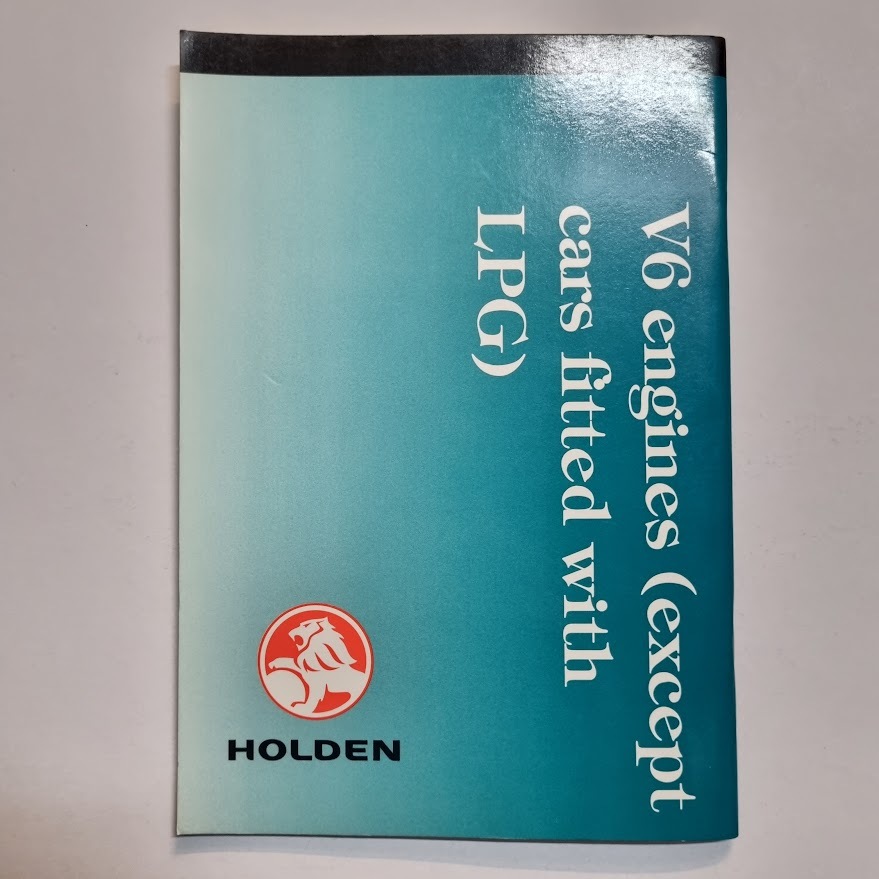 V6 engines (except
cars fitted with
LPG)
HOLDEN